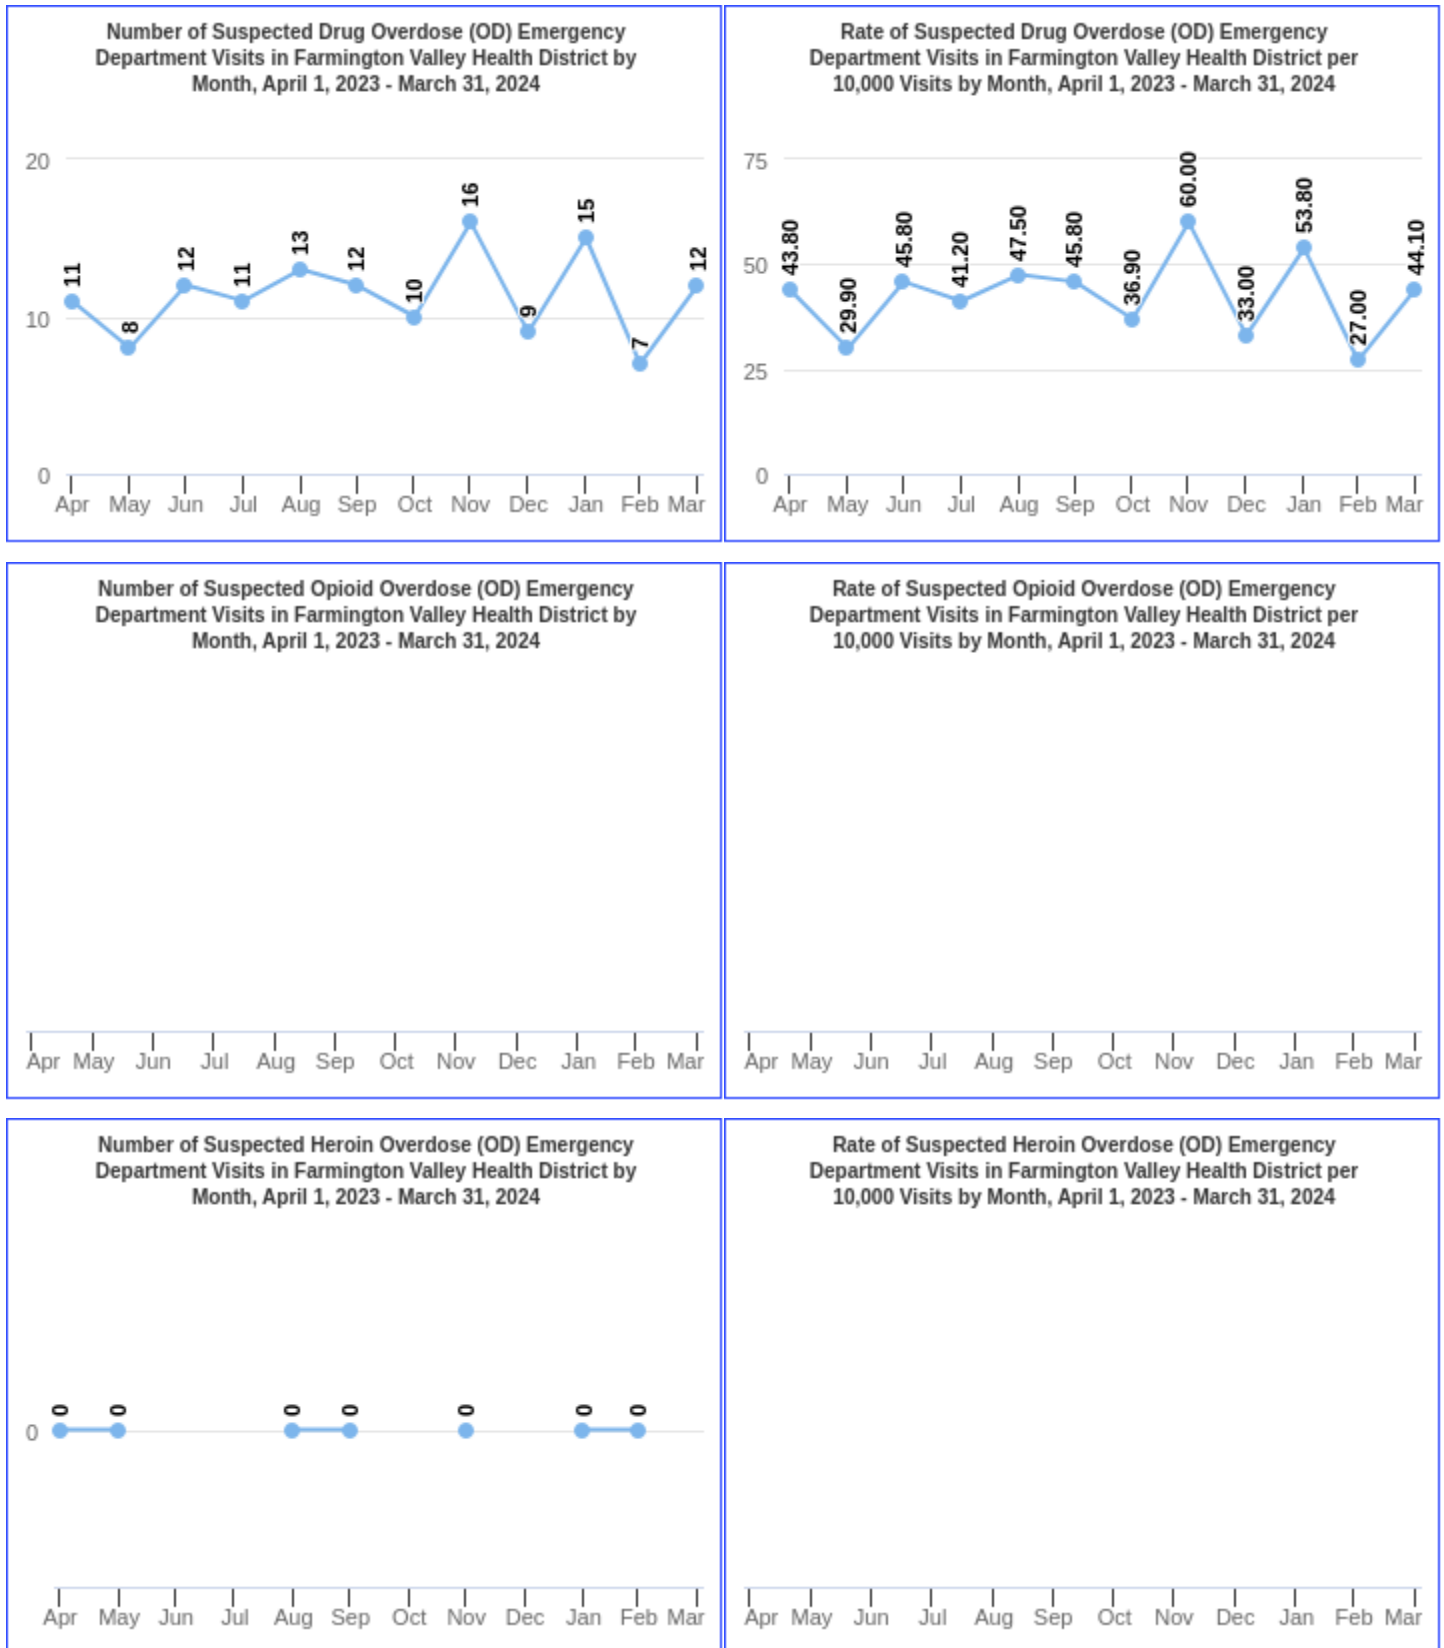 Number of Suspected Drug Overdose (OD) Emergency
Department Visits in Farmington Valley Health District by
Month, April 1, 2023 - March 31, 2024
20
10
0
11
8
12
11
13
12
10
16
9
15
7
12
Apr May Jun Jul Aug Sep Oct Nov Dec Jan Feb Mar
Rate of Suspected Drug Overdose (OD) Emergency
Department Visits in Farmington Valley Health District per
10,000 Visits by Month, April 1, 2023 - March 31, 2024
75
50
25
0
43.80
29.90
45.80
41.20
47.50
45.80
36.90
60.00
33.00
53.80
27.00
44.10
Apr May Jun Jul Aug Sep Oct Nov Dec Jan Feb Mar
Number of Suspected Opioid Overdose (OD) Emergency
Department Visits in Farmington Valley Health District by
Month, April 1, 2023 - March 31, 2024
Apr May Jun Jul Aug Sep Oct Nov Dec Jan Feb Mar
Rate of Suspected Opioid Overdose (OD) Emergency
Department Visits in Farmington Valley Health District per
10,000 Visits by Month, April 1, 2023 - March 31, 2024
Apr May Jun Jul Aug Sep Oct Nov Dec Jan Feb Mar
Number of Suspected Heroin Overdose (OD) Emergency
Department Visits in Farmington Valley Health District by
Month, April 1, 2023 - March 31, 2024
0
0
0
0
0
0
0
0
Apr May Jun Jul Aug Sep Oct Nov Dec Jan Feb Mar
Rate of Suspected Heroin Overdose (OD) Emergency
Department Visits in Farmington Valley Health District per
10,000 Visits by Month, April 1, 2023 - March 31, 2024
Apr May Jun Jul Aug Sep Oct Nov Dec Jan Feb Mar